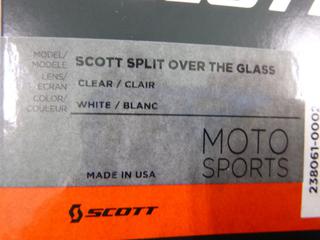 MODEL/
MODELE
SCOTT SPLIT OVER THE GLASS
LENS/
ECRAN
CLEAR / CLAIR
COLOR/
COULEUR
WHITE / BLANC
MOTO
SPORTS
MADE IN USA
SCOTT
238061-0002